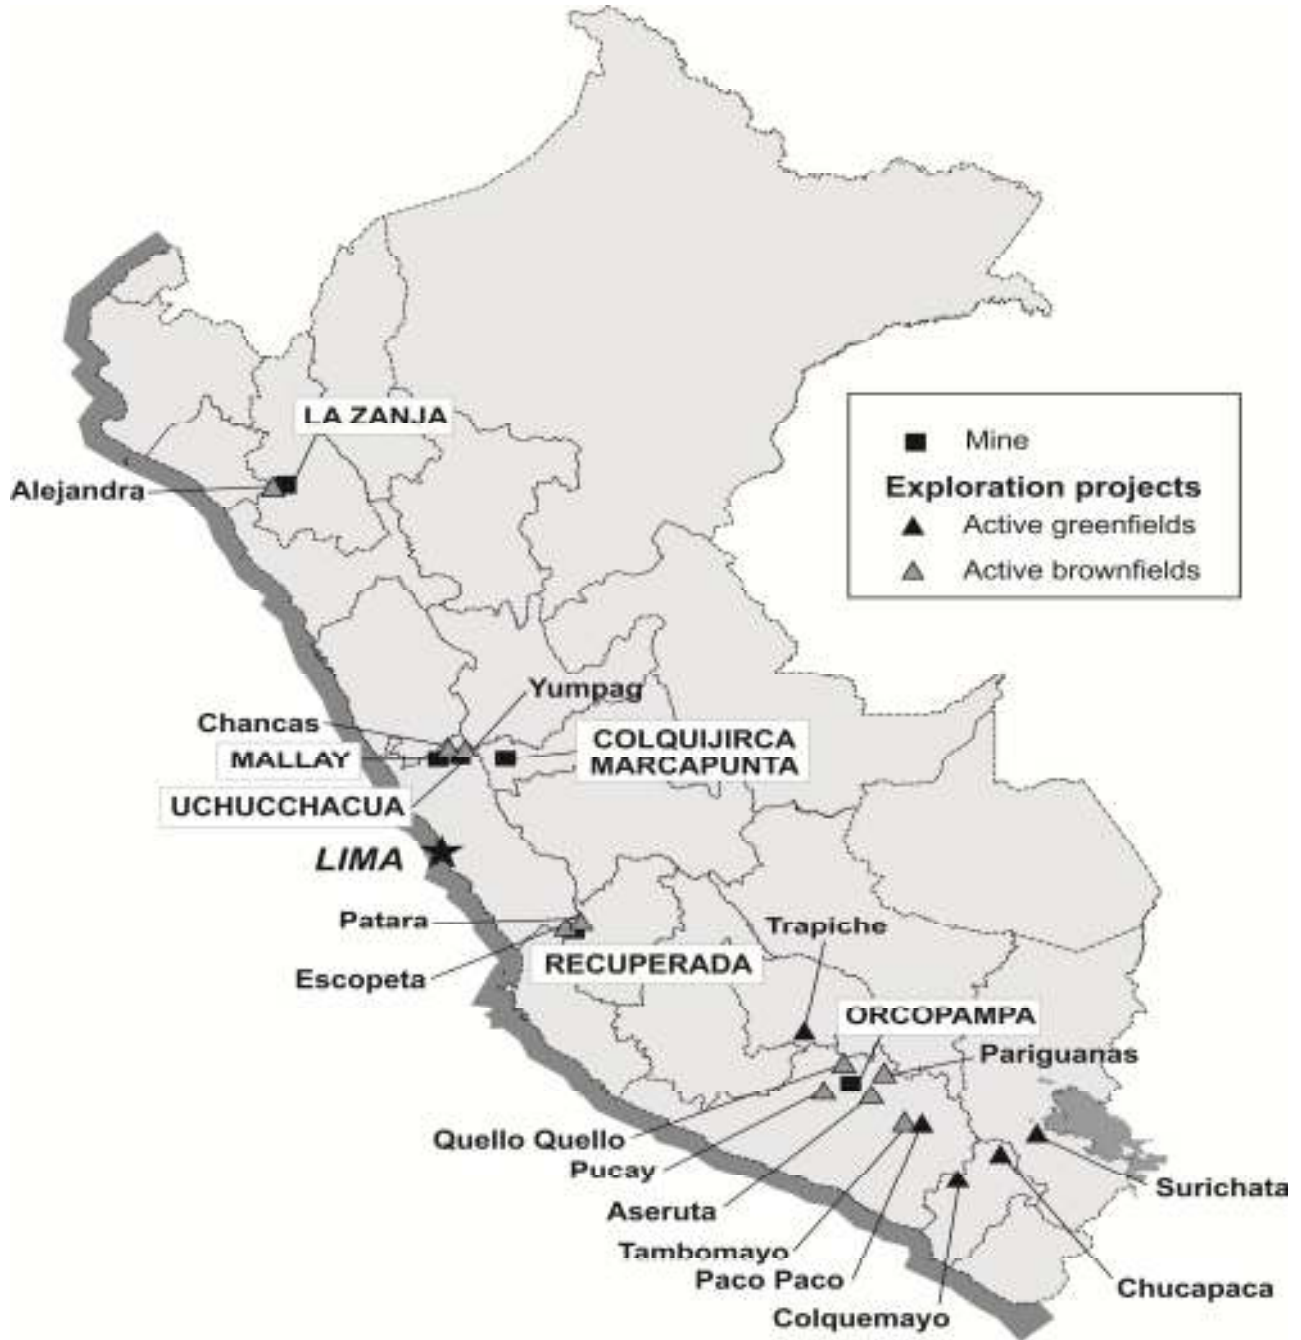 LA ZANJA
Mine
Exploration projects
Active greenfields
Active brownfields
Alejandra
Yumpag
Chancas
COLQUIJIRCA
MARCAPUNTA
MALLAY
UCHUCCHACUA
LIMA
Patara
Trapiche
RECUPERADA
Escopeta
ORCOPAMPA
Pariguanas
Quello Quello
Pucay
Surichata
Aseruta
Tambomayo
Paco Paco
Chucapaca
Colquemayo